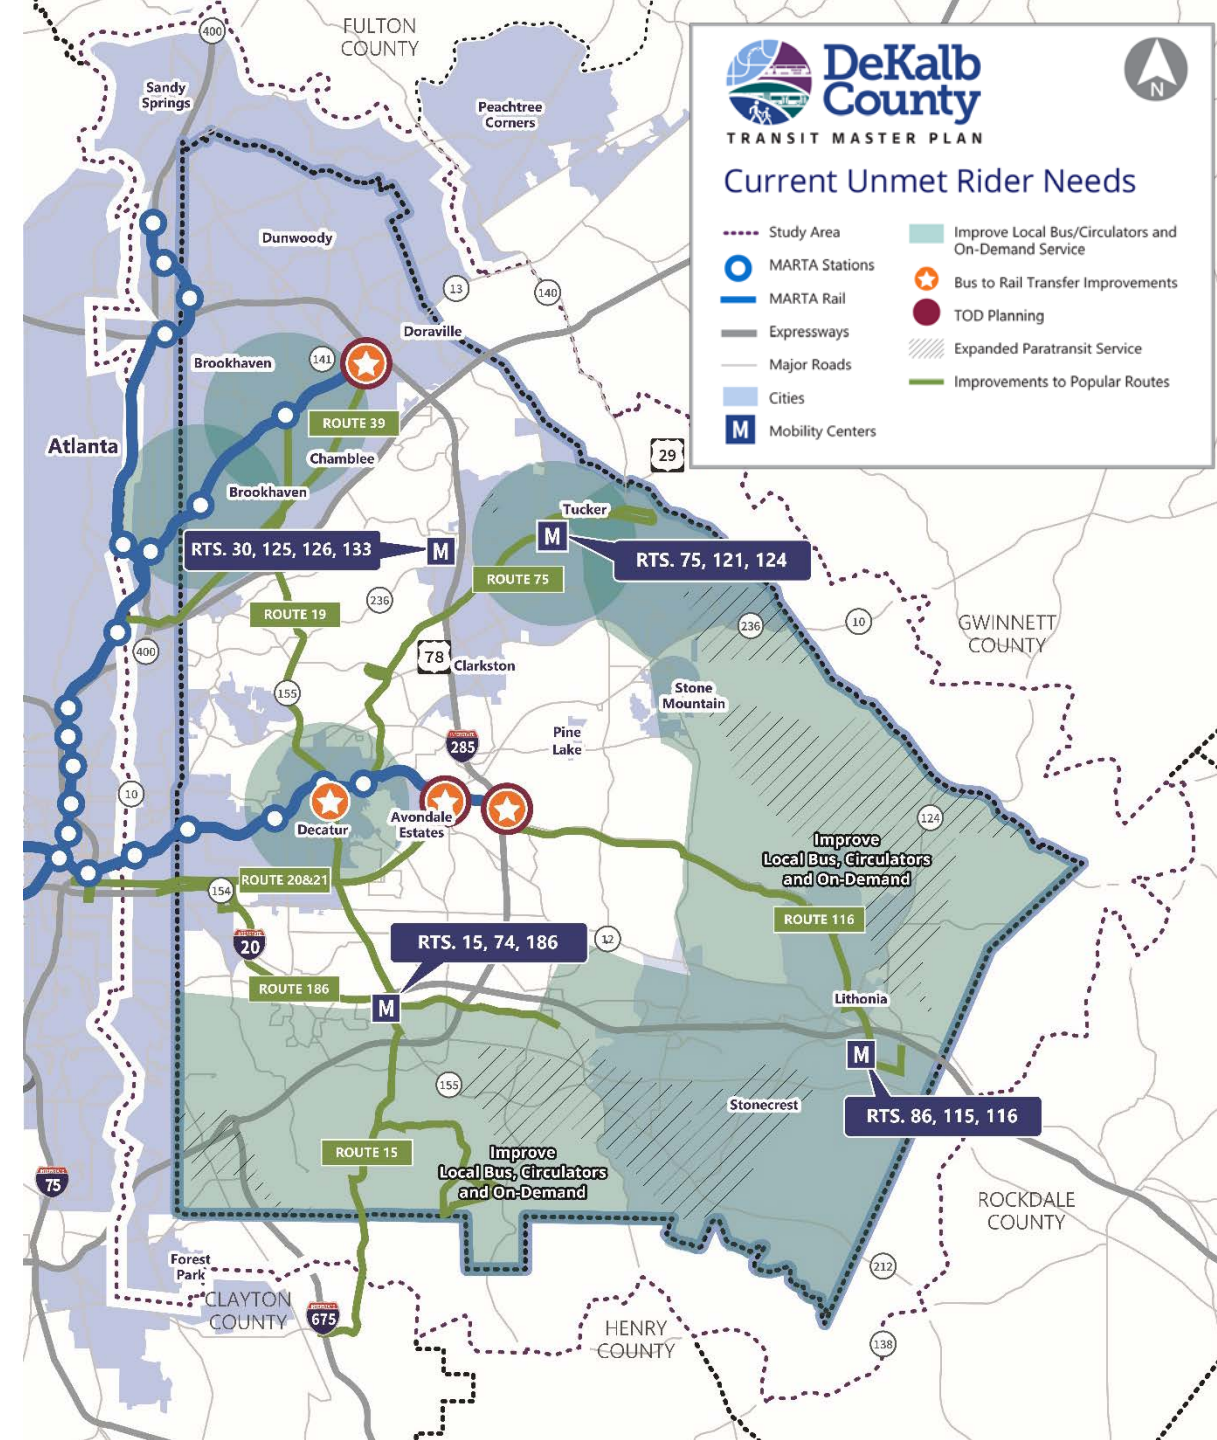 FULTON
COUNTY
400
Sandy
Springs
Peachtree
Corners
DeKalb
County
TRANSIT MASTER PLAN
N
Current Unmet Rider Needs
Study Area
MARTA Stations
MARTA Rail
Expressways
Major Roads
Cities
M
Mobility Centers
Improve Local Bus/Circulators and
On-Demand Service
Bus to Rail Transfer Improvements
TOD Planning
Expanded Paratransit Service
Improvements to Popular Routes
Dunwoody
13
140
Doraville
Brookhaven
141
ROUTE 39
Atlanta
Chamblee
29
Brookhaven
Tucker
RTS. 30, 125, 126, 133
M
M
RTS. 75, 121, 124
ROUTE 75
236
ROUTE 19
236
10
GWINNETT
COUNTY
400
78
Clarkston
155
Stone
Mountain
285
Pine
Lake
10
Decatur
Avondale
Estates
124
Improve
Local Bus, Circulators
and On-Demand
154
ROUTE 20&21
ROUTE 116
20
RTS. 15, 74, 186
12
ROUTE 186
M
Lithonia
M
155
Stonecrest
RTS. 86, 115, 116
ROUTE 15
Improve
Local Bus, Circulators
and On-Demand
75
ROCKDALE
COUNTY
Forest
Park
212
CLAYTON
COUNTY
675
HENRY
COUNTY
138